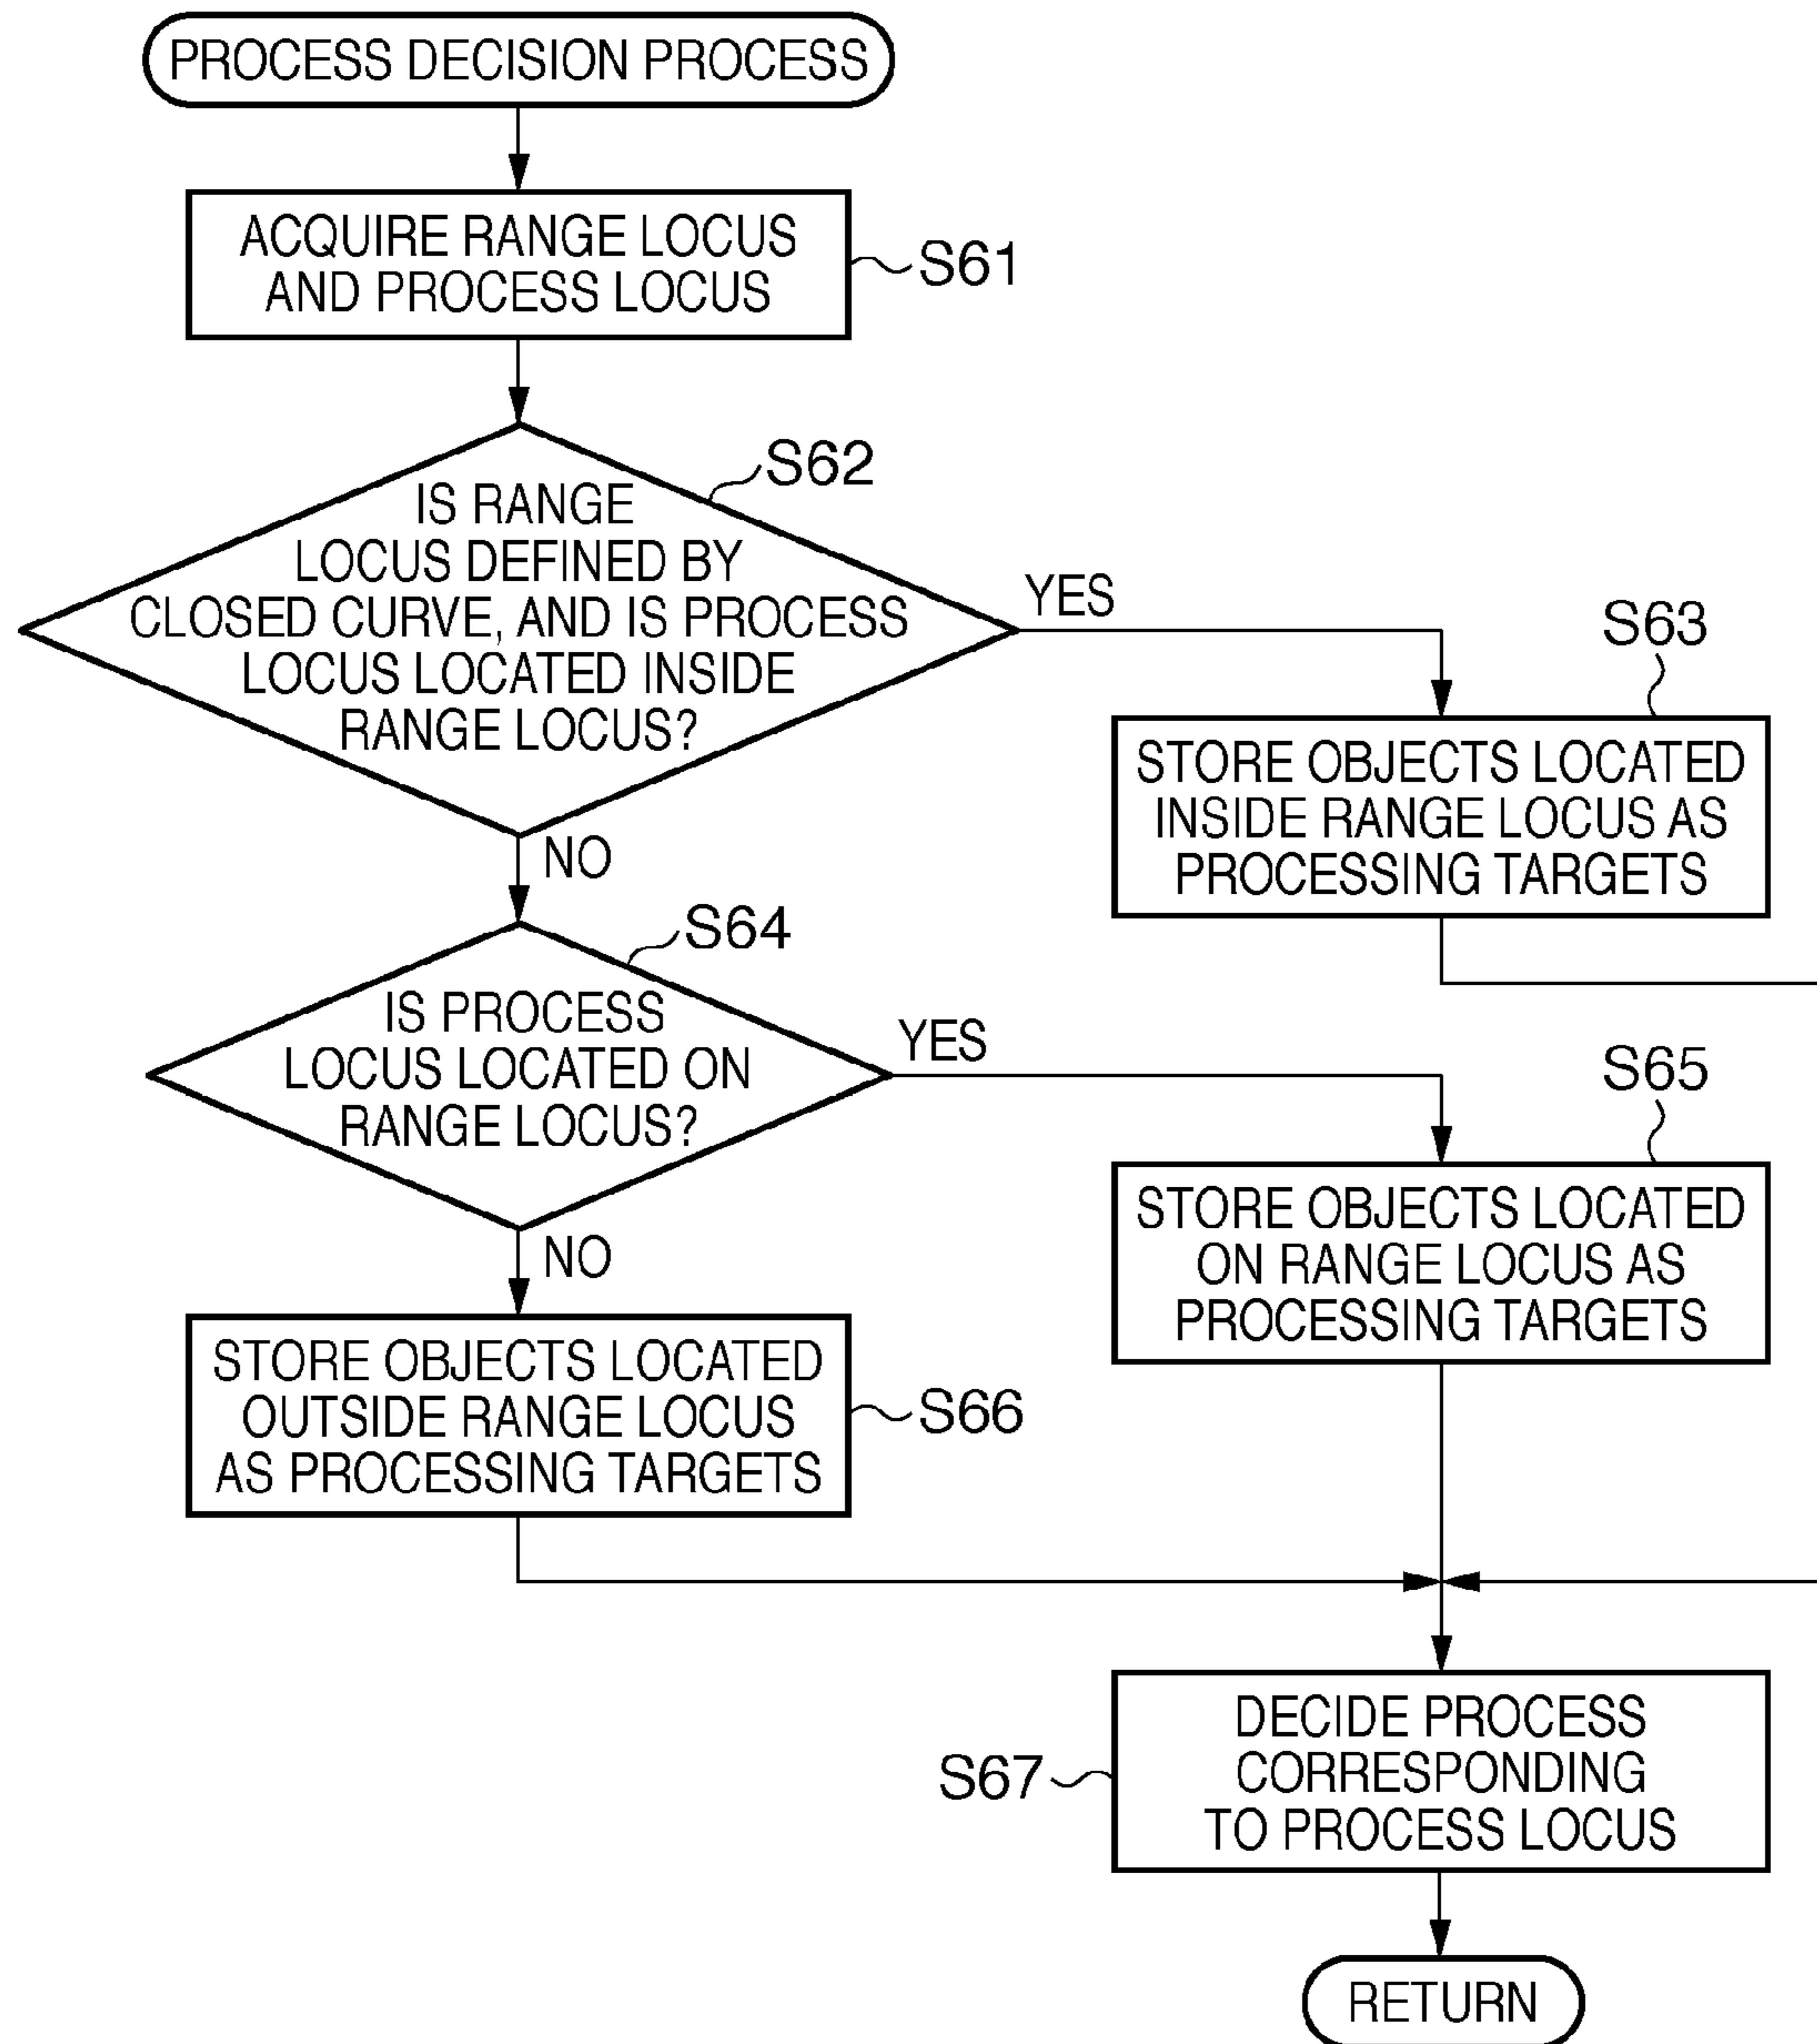 PROCESS DECISION PROCESS
ACQUIRE RANGE LOCUS
AND PROCESS LOCUS
S61
S62
IS RANGE
LOCUS DEFINED BY
CLOSED CURVE, AND IS PROCESS
LOCUS LOCATED INSIDE
RANGE LOCUS?
YES
NO
S63
STORE OBJECTS LOCATED
INSIDE RANGE LOCUS AS
PROCESSING TARGETS
S64
IS PROCESS
LOCUS LOCATED ON
RANGE LOCUS?
YES
NO
S65
STORE OBJECTS LOCATED
ON RANGE LOCUS AS
PROCESSING TARGETS
STORE OBJECTS LOCATED
OUTSIDE RANGE LOCUS
AS PROCESSING TARGETS
S66
S67
DECIDE PROCESS
CORRESPONDING
TO PROCESS LOCUS
RETURN